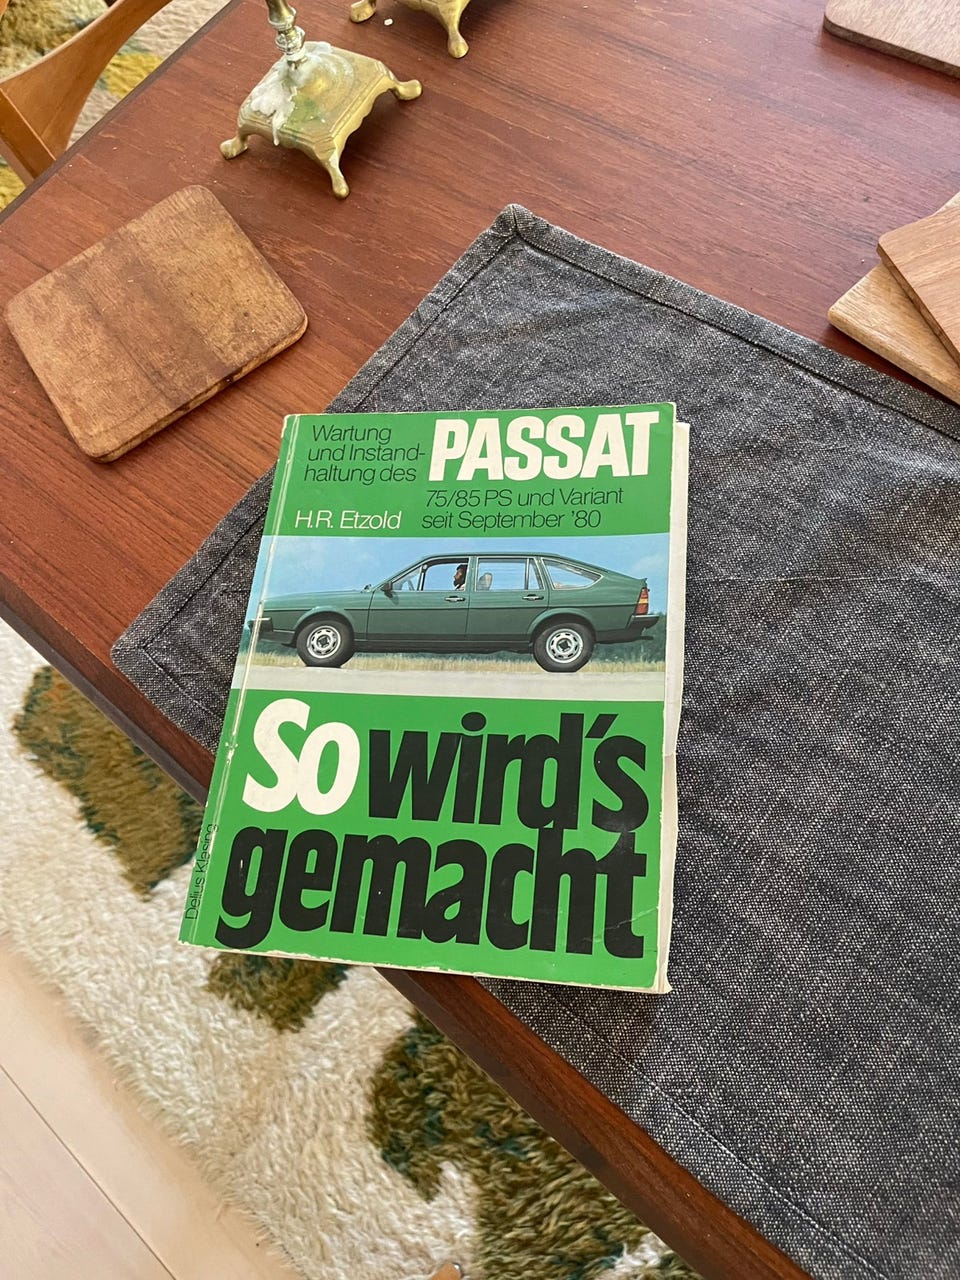 Wartung
und Instand-
haltung des
PASSAT
75/85 PS und Variant
seit September '80
H.R. Etzold
So wird's
gemacht
Delius Klasing